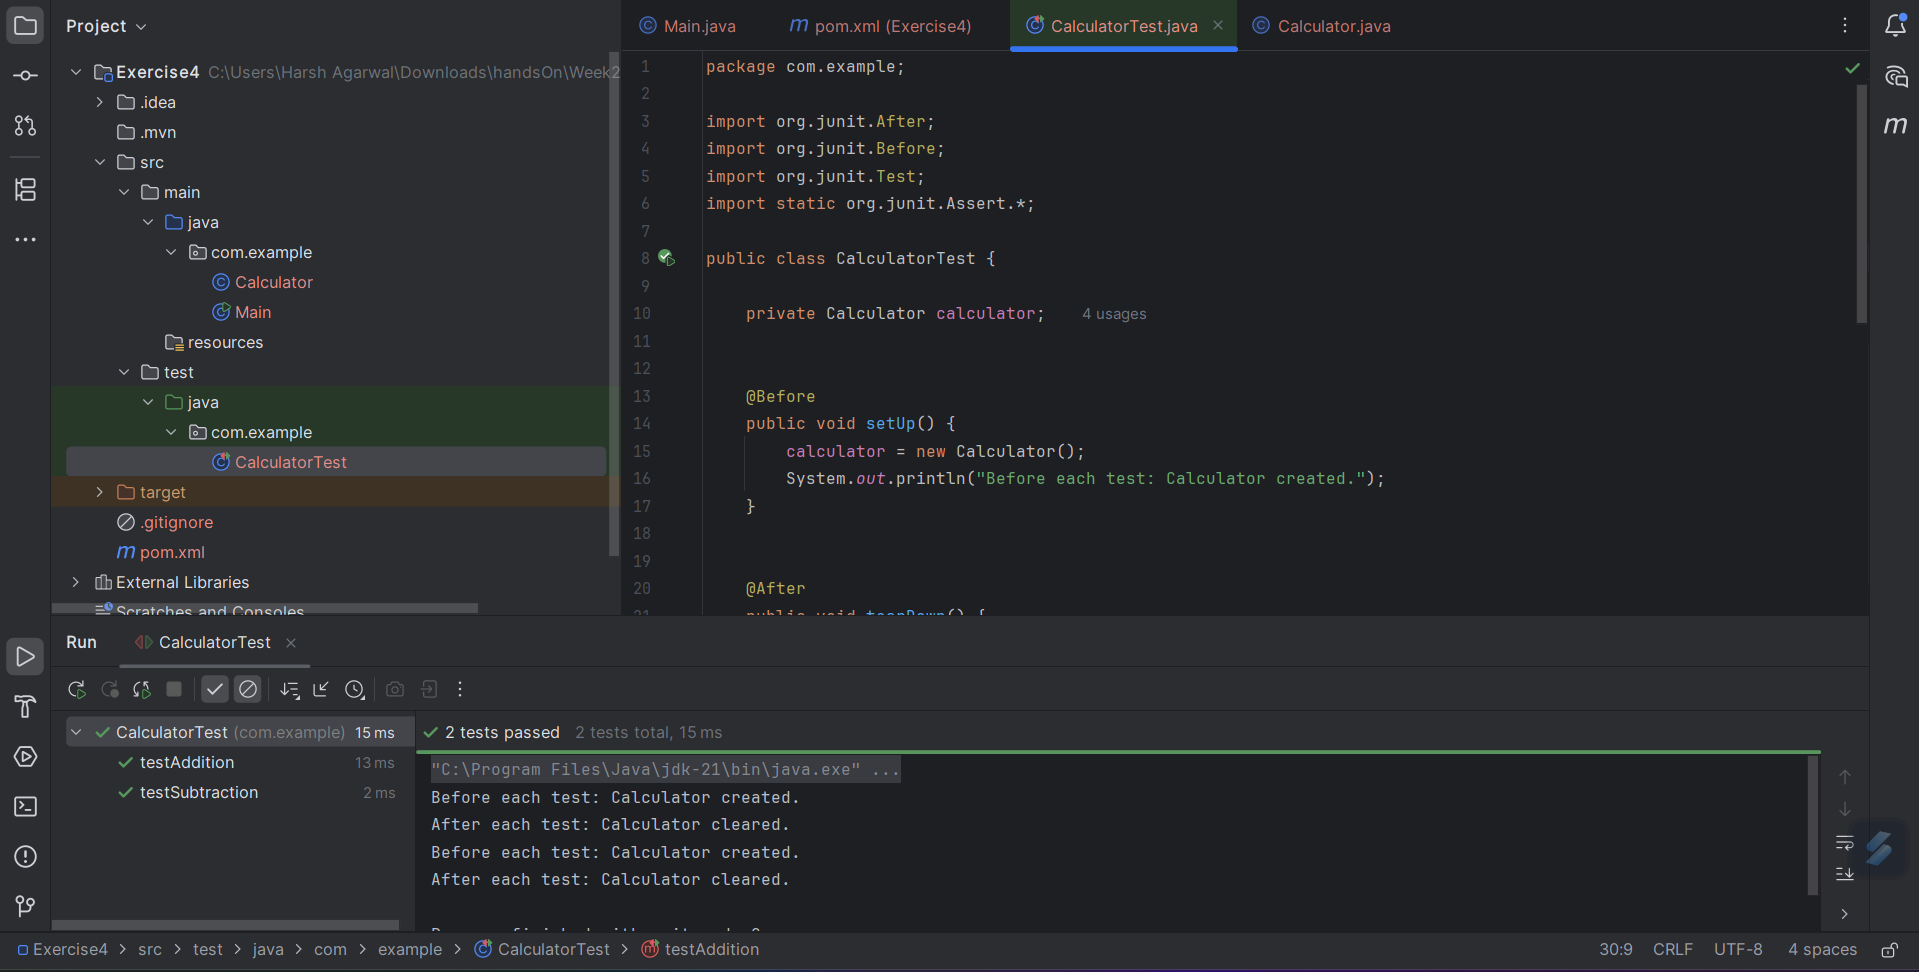 Project
Exercise4 C:\Users\Harsh Agarwal\Downloads\handsOn\Week2
.idea
.mvn
src
main
java
com.example
Calculator
Main
resources
test
java
com.example
CalculatorTest
target
.gitignore
pom.xml
External Libraries
Scratches and Consoles
Main.java
pom.xml (Exercise4)
CalculatorTest.java
Calculator.java
1 package com.example;
2
3 import org.junit.After;
4 import org.junit.Before;
5 import org.junit.Test;
6 import static org.junit.Assert.*;
7
8 public class CalculatorTest {
9
10 private Calculator calculator; 4 usages
11
12
13 @Before
14 public void setUp() {
15 calculator = new Calculator();
16 System.out.println("Before each test: Calculator created.");
17 }
18
19
20 @After
21 public void tearDown() {
Run
CalculatorTest
CalculatorTest (com.example) 15 ms
testAddition 13 ms
testSubtraction 2 ms
2 tests passed 2 tests total, 15 ms
"C:\Program Files\Java\jdk-21\bin\java.exe" ...
Before each test: Calculator created.
After each test: Calculator cleared.
Before each test: Calculator created.
After each test: Calculator cleared.
Exercise4 > src > test > java > com > example > CalculatorTest > testAddition
30:9 CRLF UTF-8 4 spaces